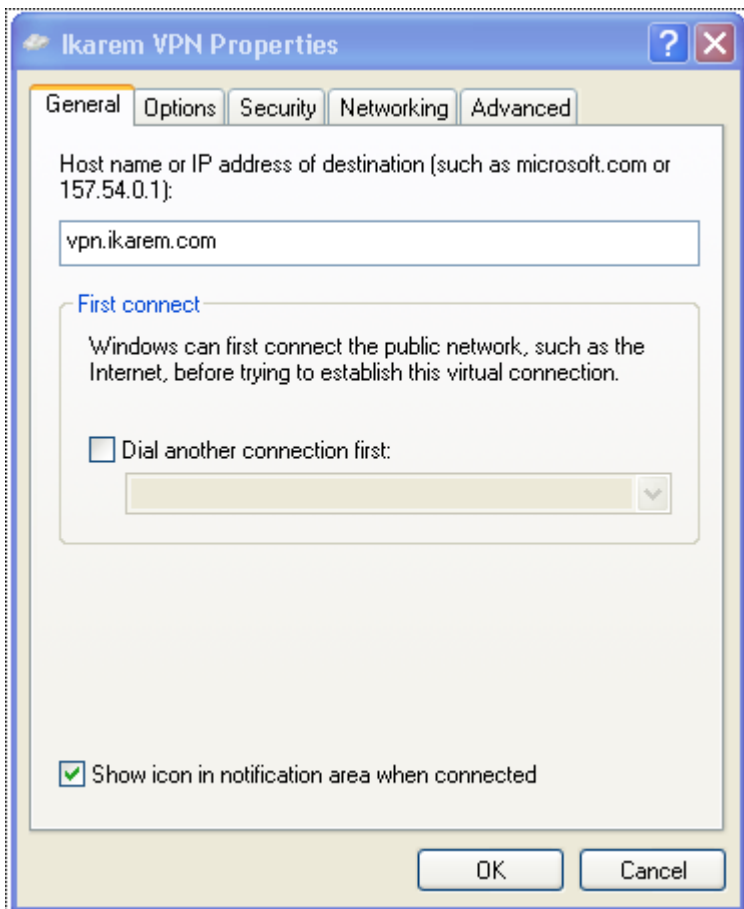 Ikarem VPN Properties
General Options Security Networking Advanced
Host name or IP address of destination (such as microsoft.com or
157.54.0.1):
vpn.ikarem.com
First connect
Windows can first connect the public network, such as the
Internet, before trying to establish this virtual connection.
Dial another connection first:
Show icon in notification area when connected
OK Cancel